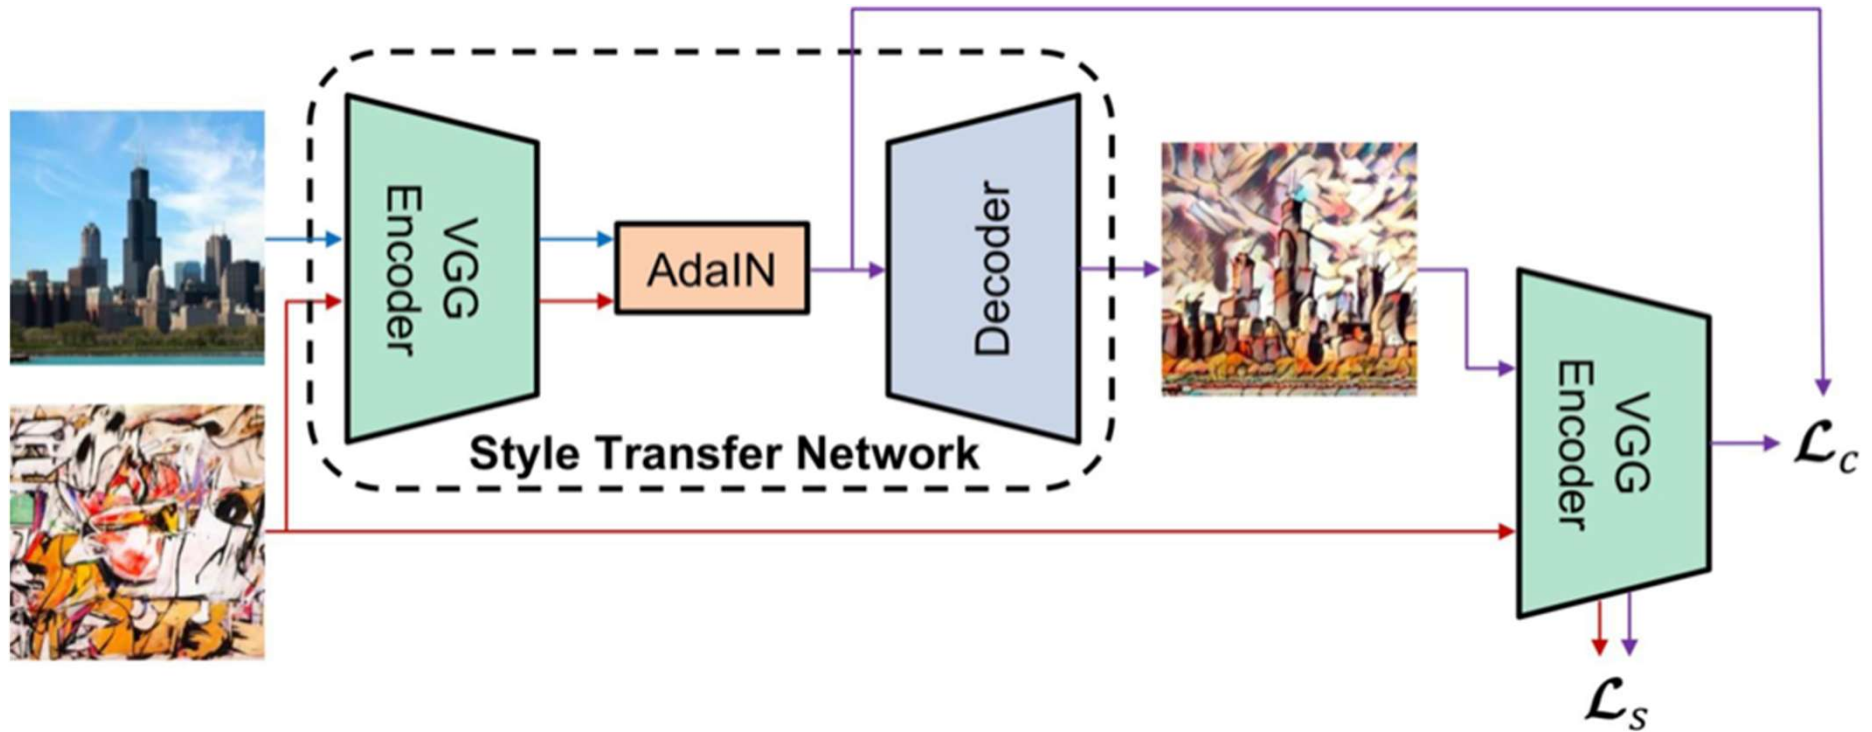 VGG
Encoder
AdaIN
Decoder
Style Transfer Network
VGG
Encoder
ℒc
ℒs